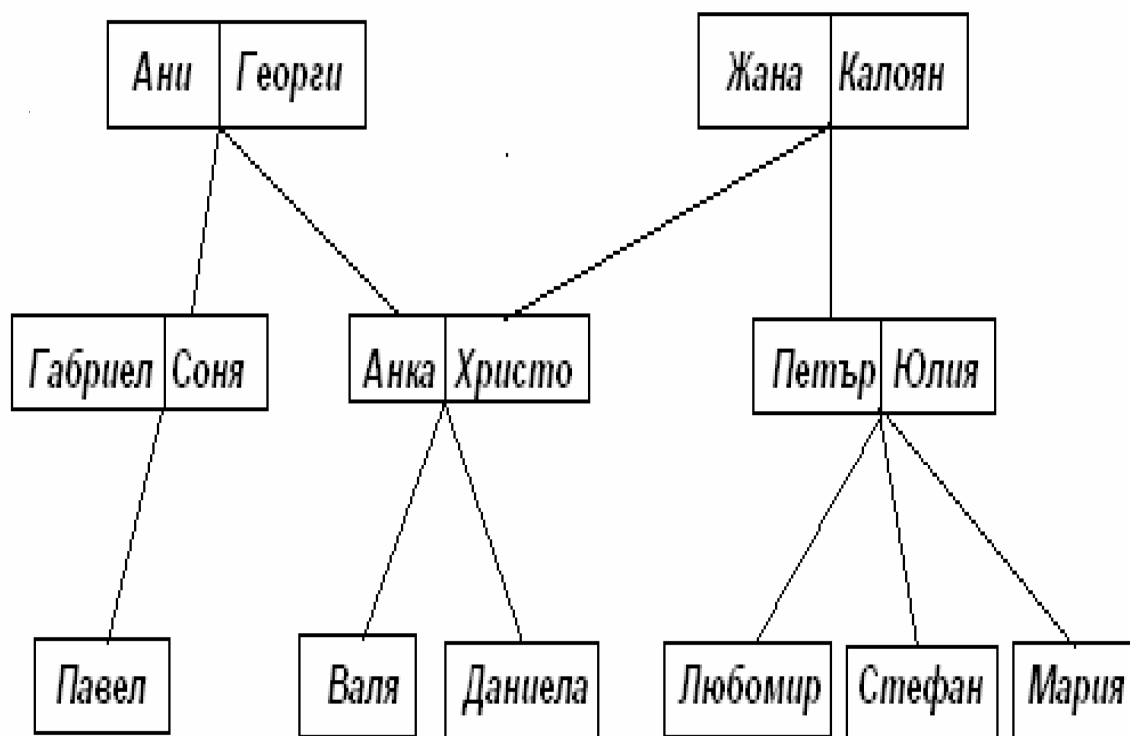 Ани Георги Жана Калоян
Габриел Соня Анка Христо Петър Юлия
Павел Валя Даниела Любомир Стефан Мария